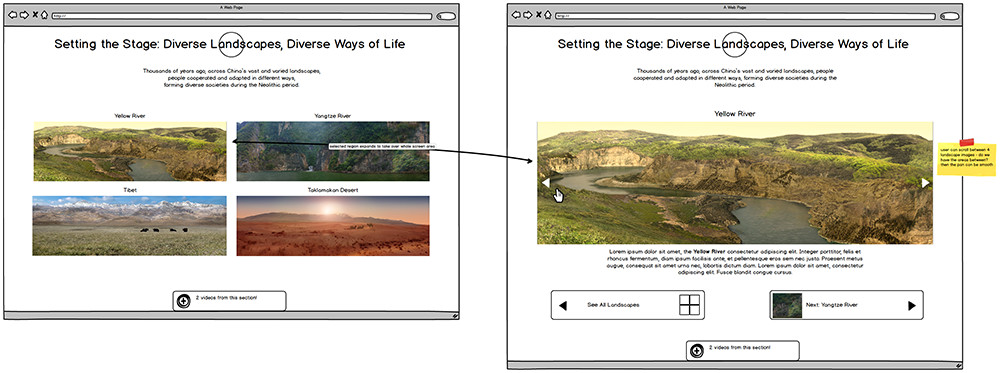 A Web Page
http://
Setting the Stage: Diverse Landscapes, Diverse Ways of Life
Thousands of years ago, across China's vast and varied landscapes,
people cooperated and adapted in different ways,
forming diverse societies during the Neolithic period.
Yellow River
Yangtze River
selected region expands to take over whole screen area
Tibet
Taklamakan Desert
2 videos from this section!
A Web Page
http://
Setting the Stage: Diverse Landscapes, Diverse Ways of Life
Thousands of years ago, across China's vast and varied landscapes, people
cooperated and adapted in different ways,
forming diverse societies during the Neolithic period.
Yellow River
user can scroll between 4
landscape images - do we
have the areas between?
then the pan can be smooth
Lorem ipsum dolor sit amet, the Yellow River consectetur adipiscing elit. Integer porttitor, felis et
rhoncus fermentum, diam ipsum facilisis ante, et pellentesque eros sem nec justo. Praesent metus
augue, consequat sit amet urna nec, lobortis dictum diam. Lorem ipsum dolor sit amet, consectetur
adipiscing elit. Fusce blandit congue cursus.
See All Landscapes
Next: Yangtze River
2 videos from this section!